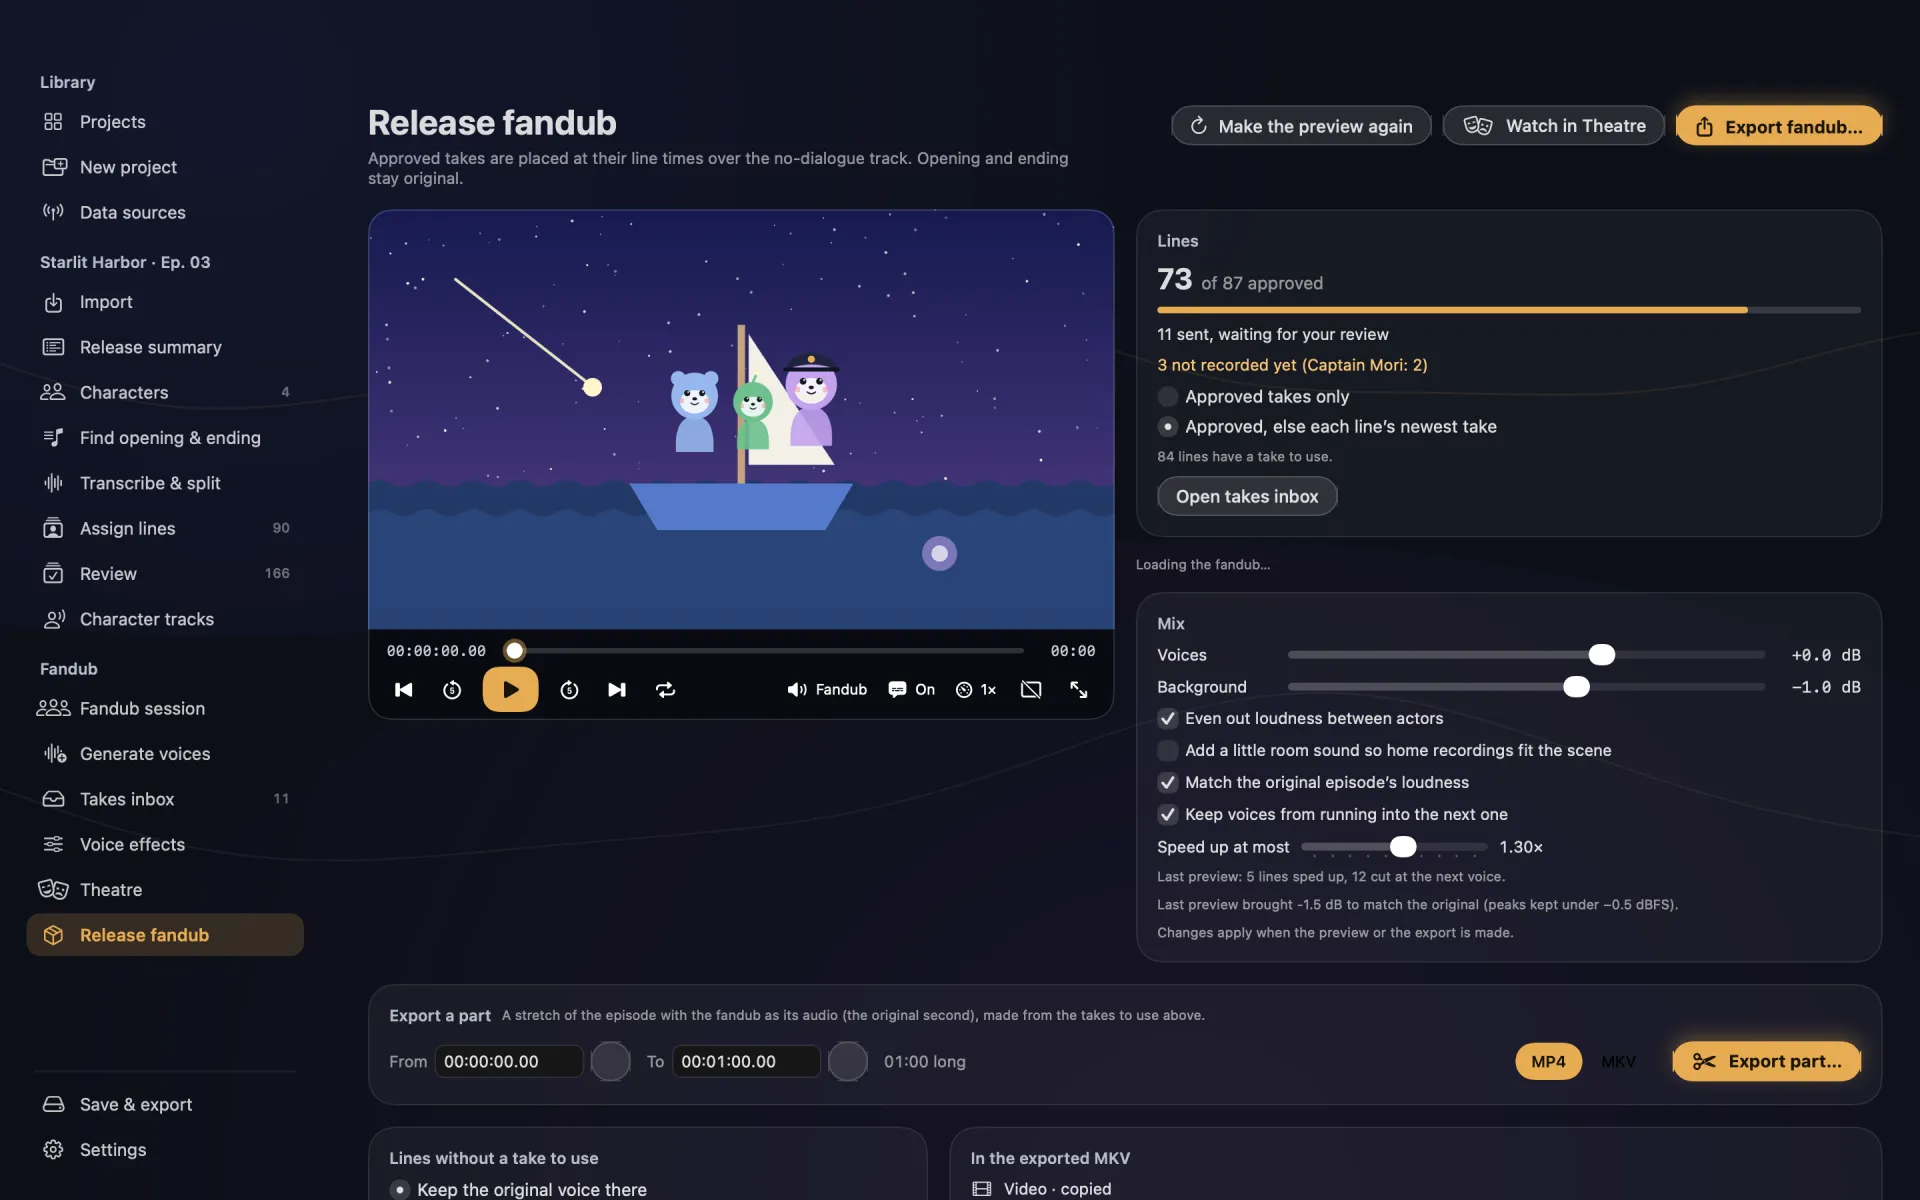 Library
Projects
New project
Data sources
Starlit Harbor · Ep. 03
Import
Release summary
Characters 4
Find opening & ending
Transcribe & split
Assign lines 90
Review 166
Character tracks
Fandub
Fandub session
Generate voices
Takes inbox 11
Voice effects
Theatre
Release fandub
Save & export
Settings
Release fandub
Approved takes are placed at their line times over the no-dialogue track. Opening and ending
stay original.
Make the preview again
Watch in Theatre
Export fandub...
00:00:00.00
00:00
5
5
Fandub
On
1x
Lines
73 of 87 approved
11 sent, waiting for your review
3 not recorded yet (Captain Mori: 2)
Approved takes only
Approved, else each line’s newest take
84 lines have a take to use.
Open takes inbox
Loading the fandub...
Mix
Voices +0.0 dB
Background −1.0 dB
Even out loudness between actors
Add a little room sound so home recordings fit the scene
Match the original episode’s loudness
Keep voices from running into the next one
Speed up at most 1.30×
Last preview: 5 lines sped up, 12 cut at the next voice.
Last preview brought -1.5 dB to match the original (peaks kept under −0.5 dBFS).
Changes apply when the preview or the export is made.
Export a part A stretch of the episode with the fandub as its audio (the original second), made from the takes to use above.
From 00:00:00.00 To 00:01:00.00 01:00 long
MP4 MKV
Export part...
Lines without a take to use
Keep the original voice there
In the exported MKV
Video · copied